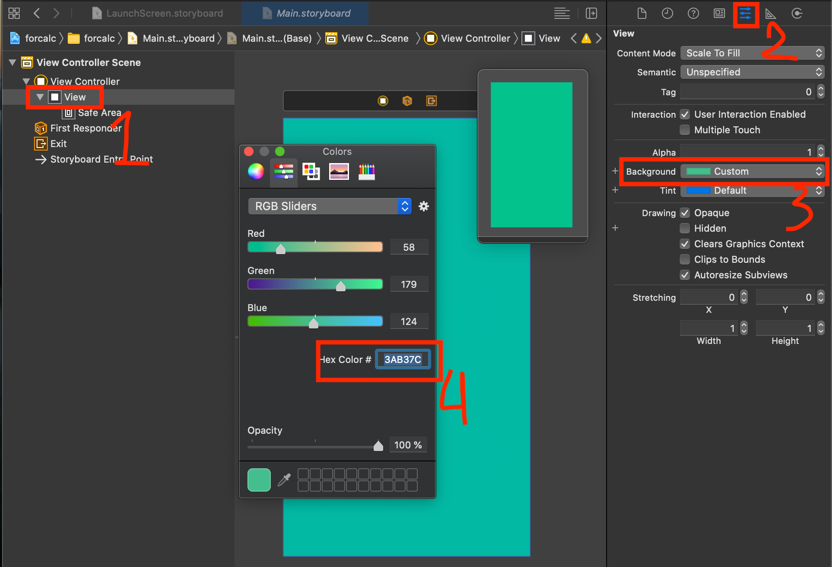 LaunchScreen.storyboard
Main.storyboard
forcalc
forcalc
Main.st...yboard
Main.st...(Base)
View C...Scene
View Controller
View
View Controller Scene
View Controller
View
Safe Area
First Responder
Exit
Storyboard Entry Point
1
Colors
RGB Sliders
Red
58
Green
179
Blue
124
Hex Color #
3AB37C
4
Opacity
100 %
2
View
Content Mode
Scale To Fill
Semantic
Unspecified
Tag
0
Interaction
User Interaction Enabled
Multiple Touch
Alpha
1
Background
Custom
Tint
Default
3
Drawing
Opaque
Hidden
Clears Graphics Context
Clips to Bounds
Autoresize Subviews
Stretching
0
0
X
Y
1
1
Width
Height